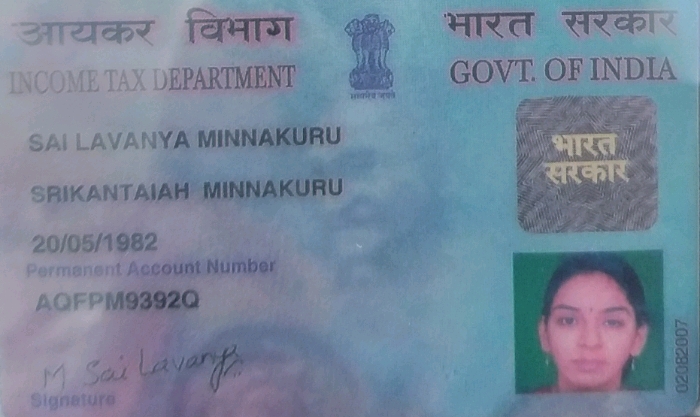 आयकर विभाग
INCOME TAX DEPARTMENT
भारत सरकार
GOVT. OF INDIA
सत्यमेव जयते
SAI LAVANYA MINNAKURU
SRIKANTAIAH MINNAKURU
20/05/1982
Permanent Account Number
AQFPM9392Q
M Sai Lavanya
Signature
भारत
सरकार
02082007